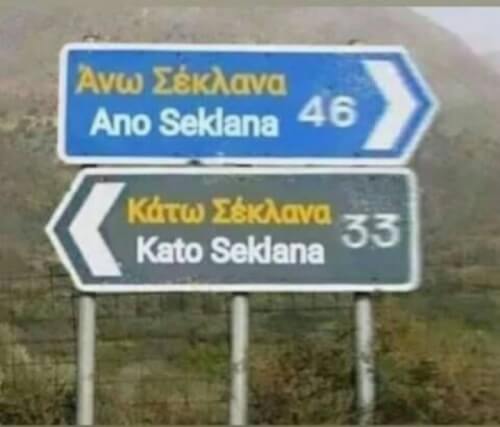 Άνω Σέκλανα
Ano Seklana 46
Κάτω Σέκλανα
Kato Seklana 33